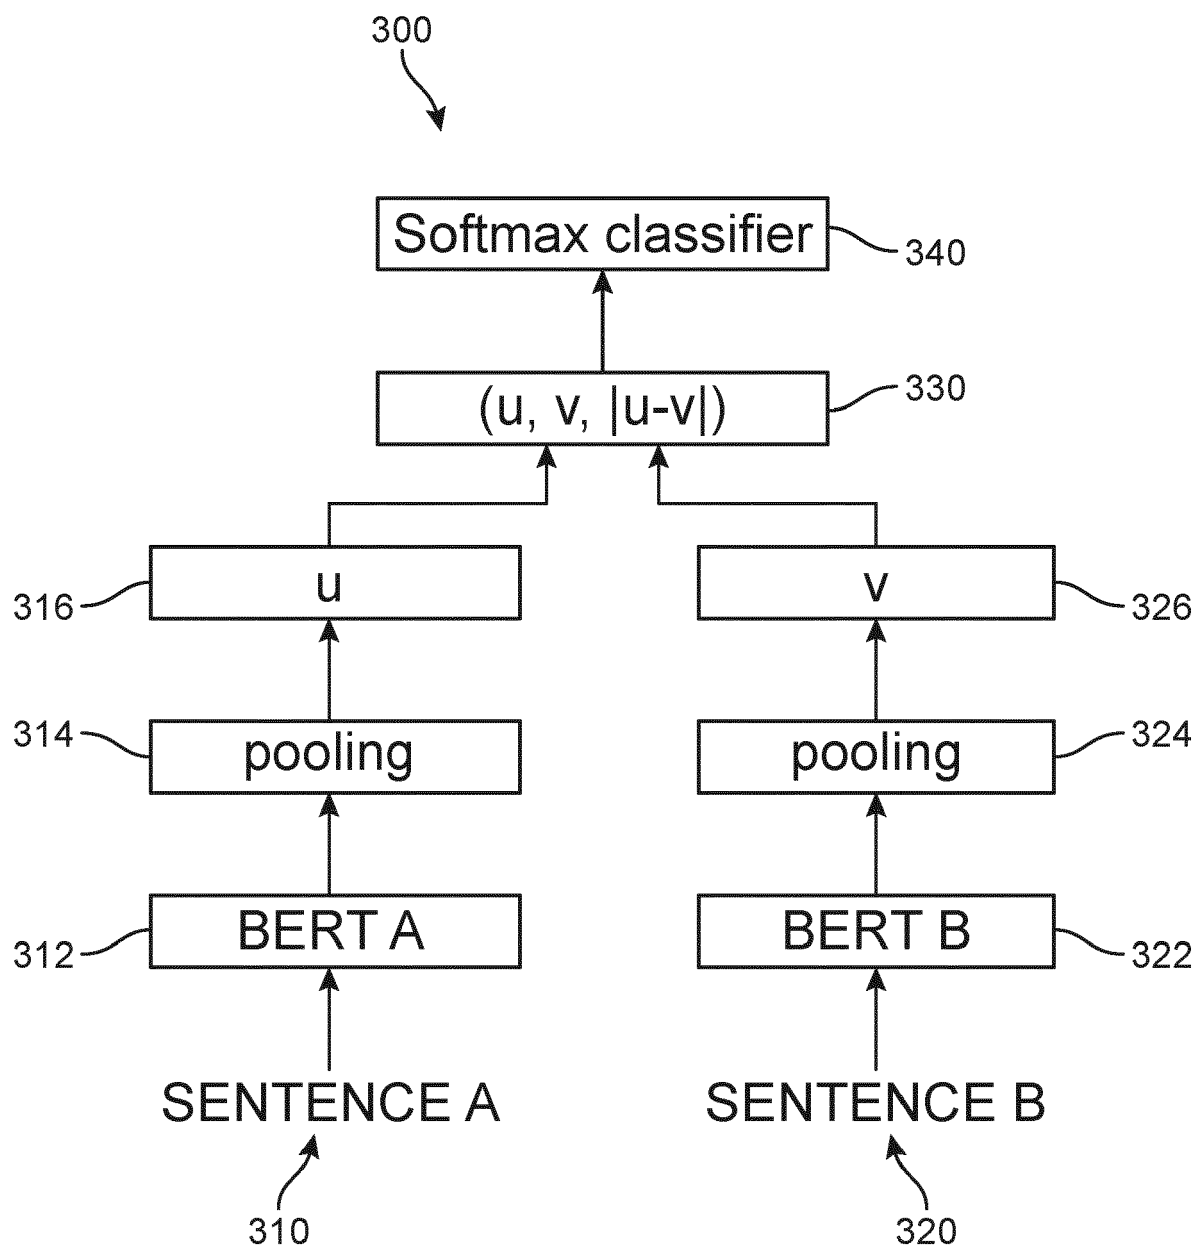 300
Softmax classifier
340
(u, v, |u-v|)
330
u
316
v
326
pooling
314
pooling
324
BERT A
312
BERT B
322
SENTENCE A
SENTENCE B
310
320